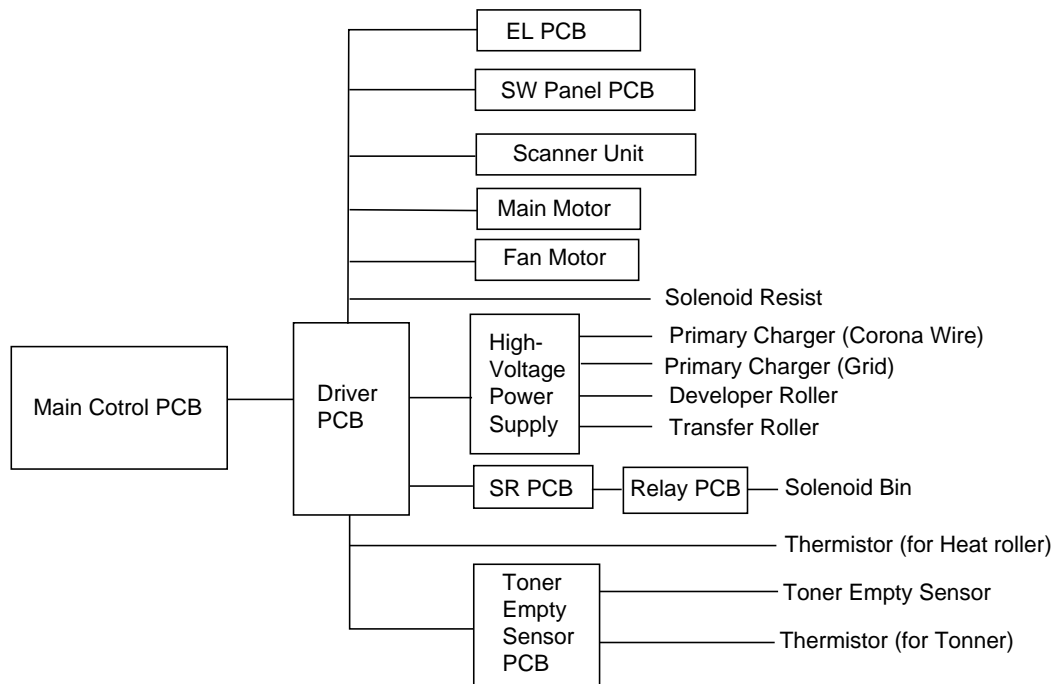 EL PCB
SW Panel PCB
Scanner Unit
Main Motor
Fan Motor
Solenoid Resist
Main Cotrol PCB
Driver
PCB
High-
Voltage
Power
Supply
Primary Charger (Corona Wire)
Primary Charger (Grid)
Developer Roller
Transfer Roller
SR PCB
Relay PCB
Solenoid Bin
Thermistor (for Heat roller)
Toner
Empty
Sensor
PCB
Toner Empty Sensor
Thermistor (for Tonner)